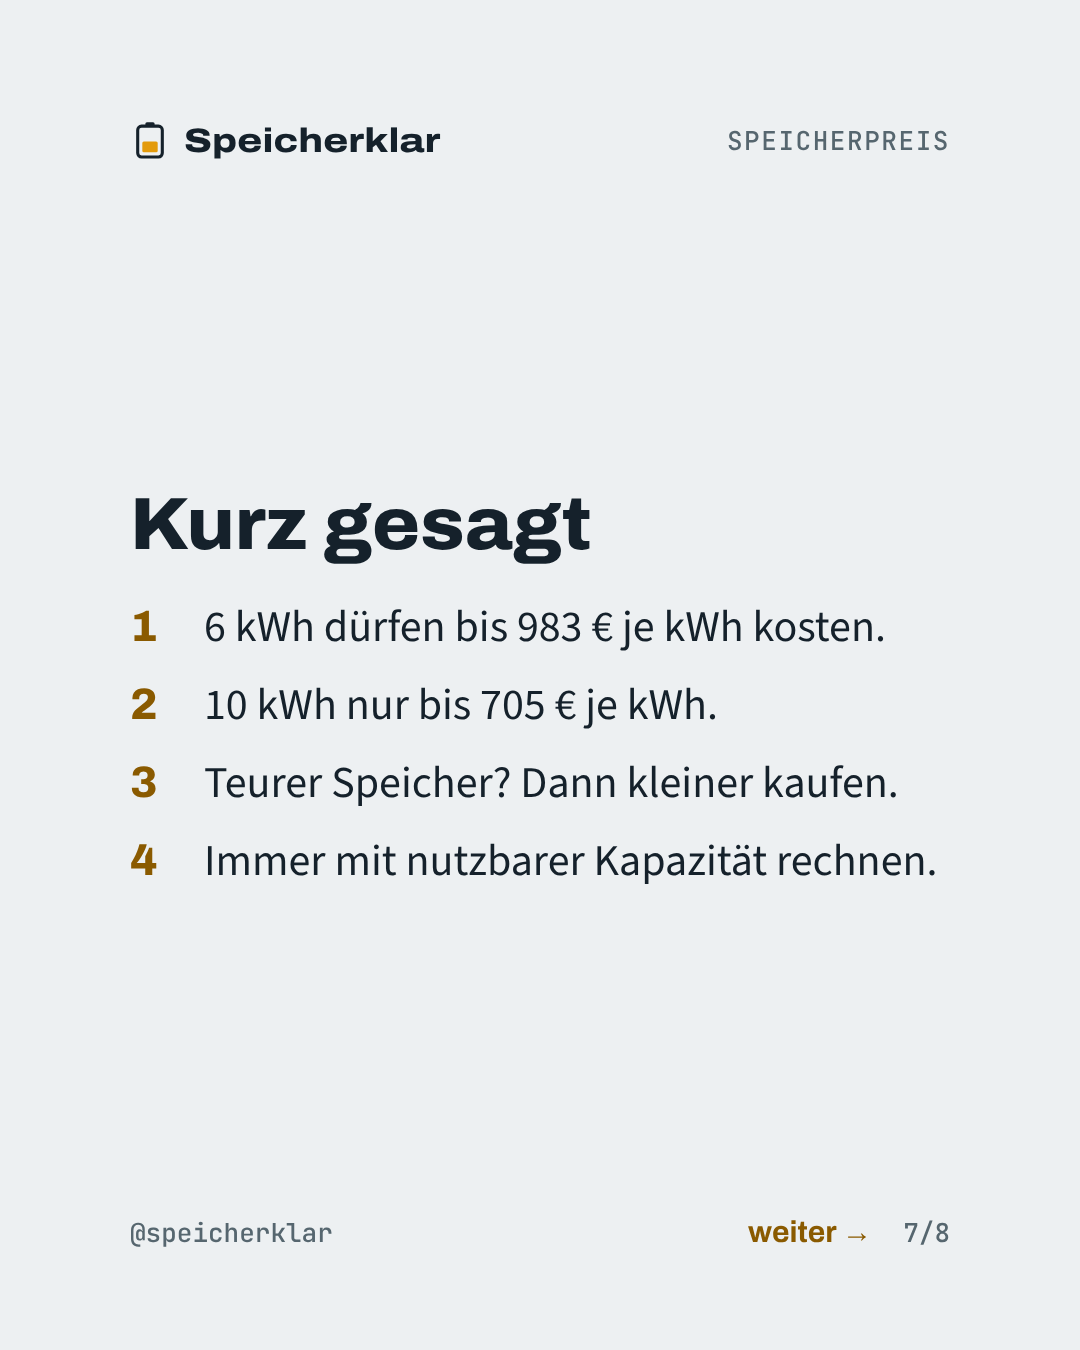 Speicherklar
SPEICHERPREIS
Kurz gesagt
1 6 kWh dürfen bis 983 € je kWh kosten.
2 10 kWh nur bis 705 € je kWh.
3 Teurer Speicher? Dann kleiner kaufen.
4 Immer mit nutzbarer Kapazität rechnen.
@speicherklar
weiter → 7/8